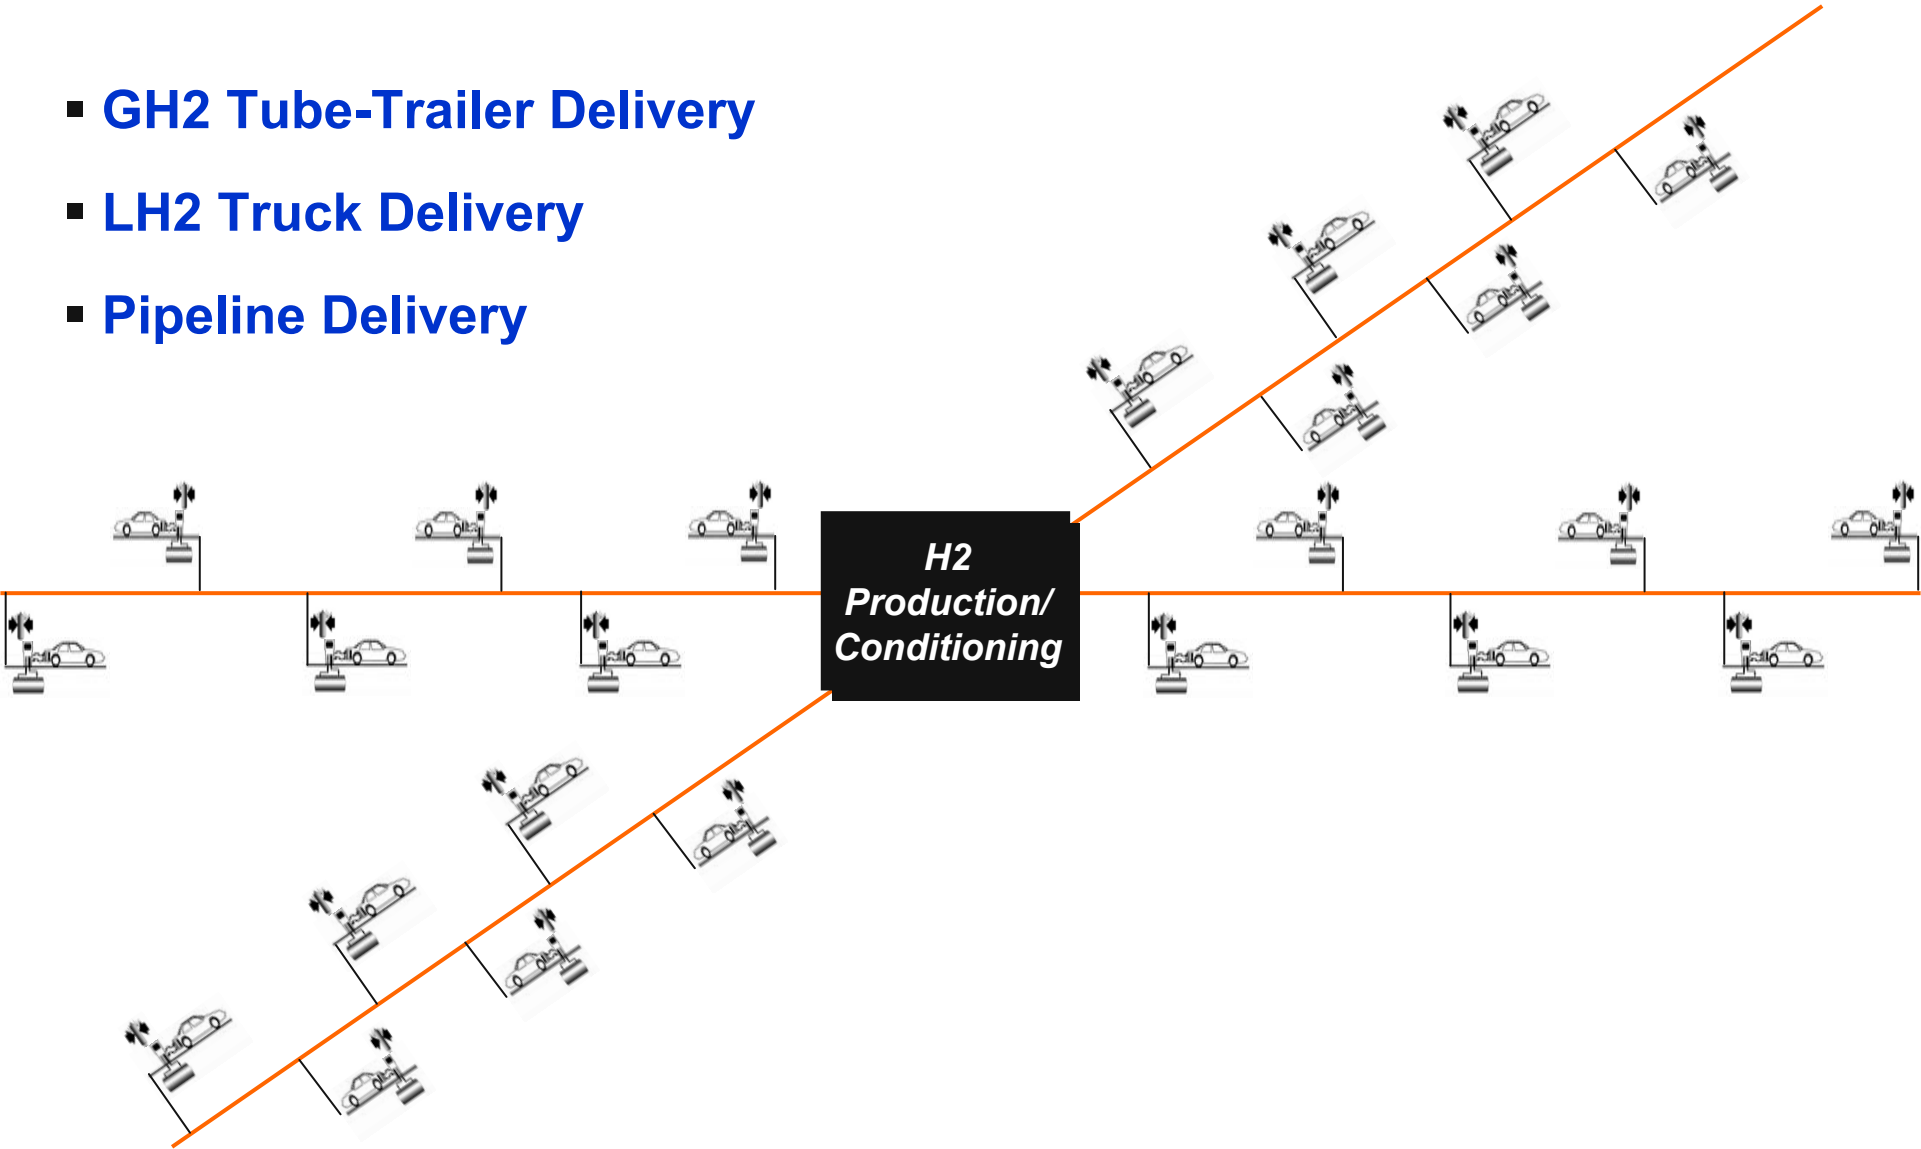 ▪ GH2 Tube-Trailer Delivery
▪ LH2 Truck Delivery
▪ Pipeline Delivery
H2
Production/
Conditioning